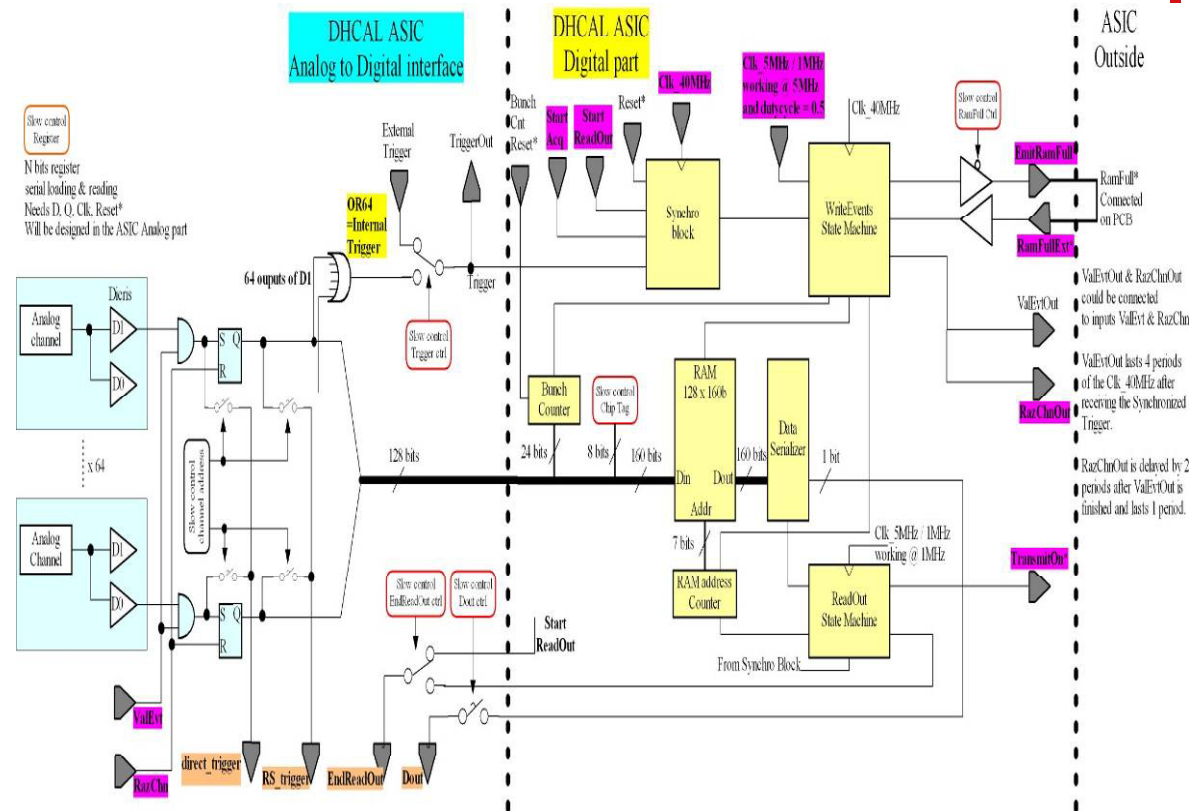 DHCAL ASIC
Analog to Digital interface
DHCAL ASIC
Digital part
ASIC
Outside
Slow control
Register
N bits register
serial loading & reading
Needs D, Q, Clk, Reset*
Will be designed in the ASIC Analog part
External
Trigger
TriggerOut
OR64
=Internal
Trigger
64 ouputs of D1
Trigger
Slow control
Trigger ctrl
Bunch
Cnt
Reset*
Start
Acq
Start
ReadOut
Reset*
Clk_40MHz
Clk_5MHz / 1MHz
working @ 5MHz
and dutycycle = 0.5
Clk_40MHz
Slow control
RamFull Ctrl
EmitRamFull*
RamFull*
Connected
on PCB
RamFullExt*
Synchro
block
WriteEvents
State Machine
ValEvtOut & RazChnOut
could be connected
to inputs ValEvt & RazChn
ValEvtOut
ValEvtOut lasts 4 periods
of the Clk_40MHz after
receiving the Synchronized
Trigger.
RazChnOut
RazChnOut is delayed by 2
periods after ValEvtOut is
finished and lasts 1 period.
Dicris
Analog
channel
D1
D0
S Q
R
x 64
Slow control
channel address
128 bits
Analog
Channel
D1
D0
S Q
R
Bunch
Counter
24 bits
Slow control
Chip Tag
8 bits
160 bits
RAM
128 x 160b
Din
Dout
Addr
160 bits
Data
Serializer
1 bit
7 bits
RAM address
Counter
Clk_5MHz / 1MHz
working @ 1MHz
ReadOut
State Machine
TransmitOn*
From Synchro Block
Slow control
EndReadOut ctrl
Slow control
Dout ctrl
Start
ReadOut
ValEvt
RazChn
direct_trigger
RS_trigger
EndReadOut
Dout